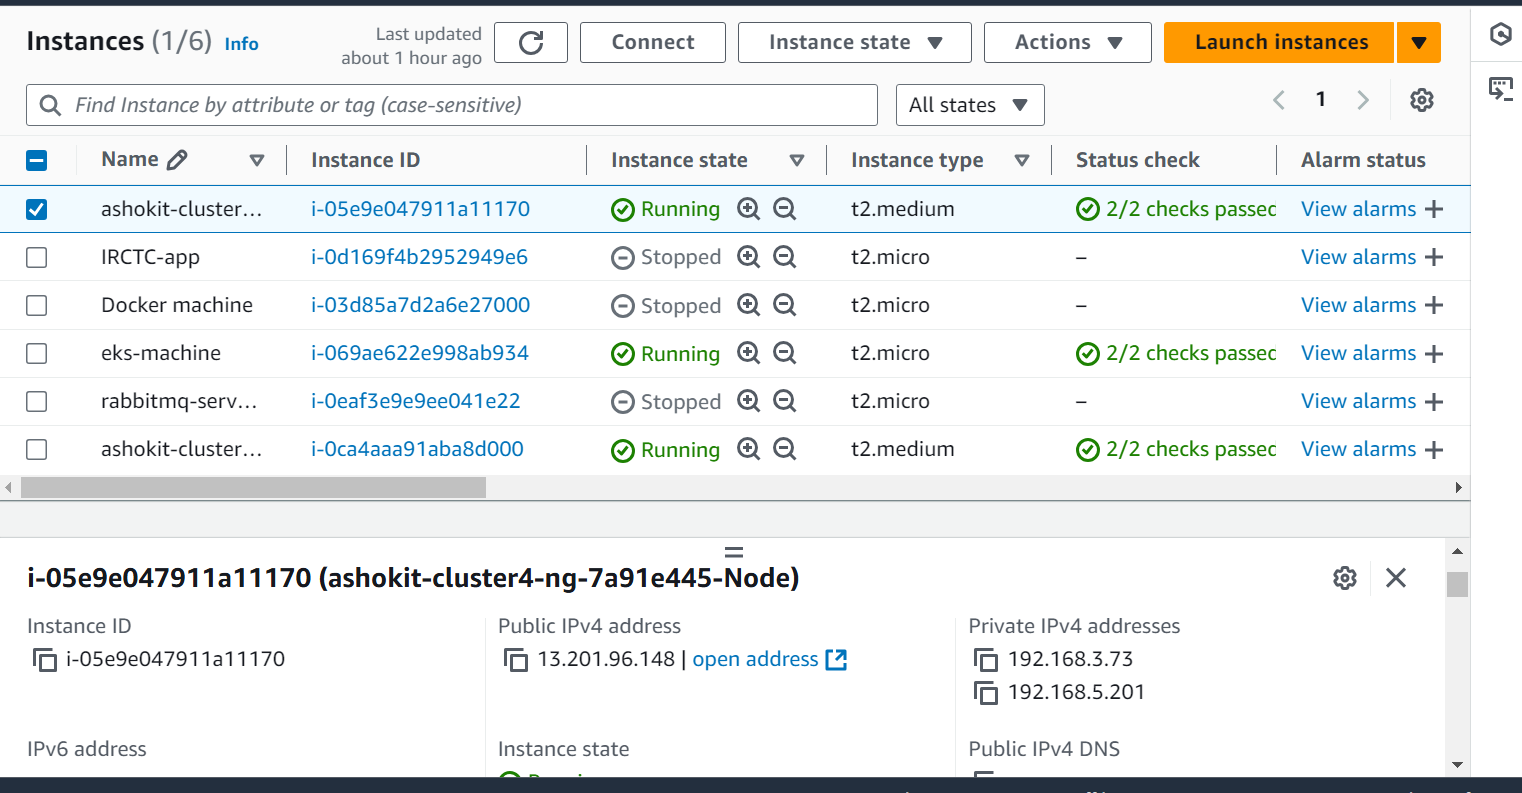 Instances (1/6) Info
Last updated
about 1 hour ago
Connect
Instance state
Actions
Launch instances
Find Instance by attribute or tag (case-sensitive)
All states
1
Name Instance ID Instance state Instance type Status check Alarm status
ashokit-cluster... i-05e9e047911a11170 Running t2.medium 2/2 checks passed View alarms +
IRCTC-app i-0d169f4b2952949e6 Stopped t2.micro – View alarms +
Docker machine i-03d85a7d2a6e27000 Stopped t2.micro – View alarms +
eks-machine i-069ae622e998ab934 Running t2.micro 2/2 checks passed View alarms +
rabbitmq-serv... i-0eaf3e9e9ee041e22 Stopped t2.micro – View alarms +
ashokit-cluster... i-0ca4aaa91aba8d000 Running t2.medium 2/2 checks passed View alarms +
i-05e9e047911a11170 (ashokit-cluster4-ng-7a91e445-Node)
Instance ID
i-05e9e047911a11170
Public IPv4 address
13.201.96.148 | open address
Private IPv4 addresses
192.168.3.73
192.168.5.201
IPv6 address
Instance state
Public IPv4 DNS